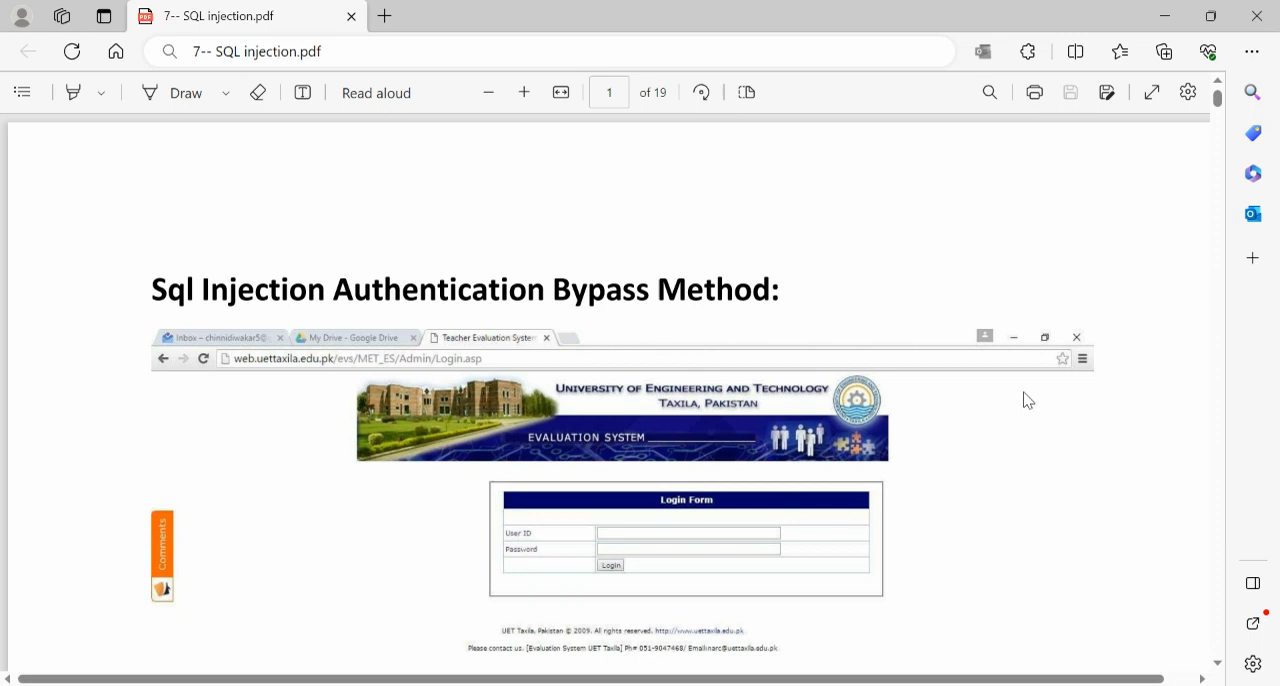 7-- SQL injection.pdf
7-- SQL injection.pdf
Draw
Read aloud
1
of 19
Sql Injection Authentication Bypass Method:
Inbox – chinnidiwakar5@
My Drive - Google Drive
Teacher Evaluation System
web.uettaxila.edu.pk/evs/MET_ES/Admin/Login.asp
UNIVERSITY OF ENGINEERING AND TECHNOLOGY
TAXILA, PAKISTAN
EVALUATION SYSTEM
Login Form
User ID
Password
Login
Comments
UET Taxila, Pakistan © 2009. All rights reserved. http://www.uettaxila.edu.pk
Please contact us. [Evaluation System UET Taxila] Ph# 051-9047468/ Email:narc@uettaxila.edu.pk